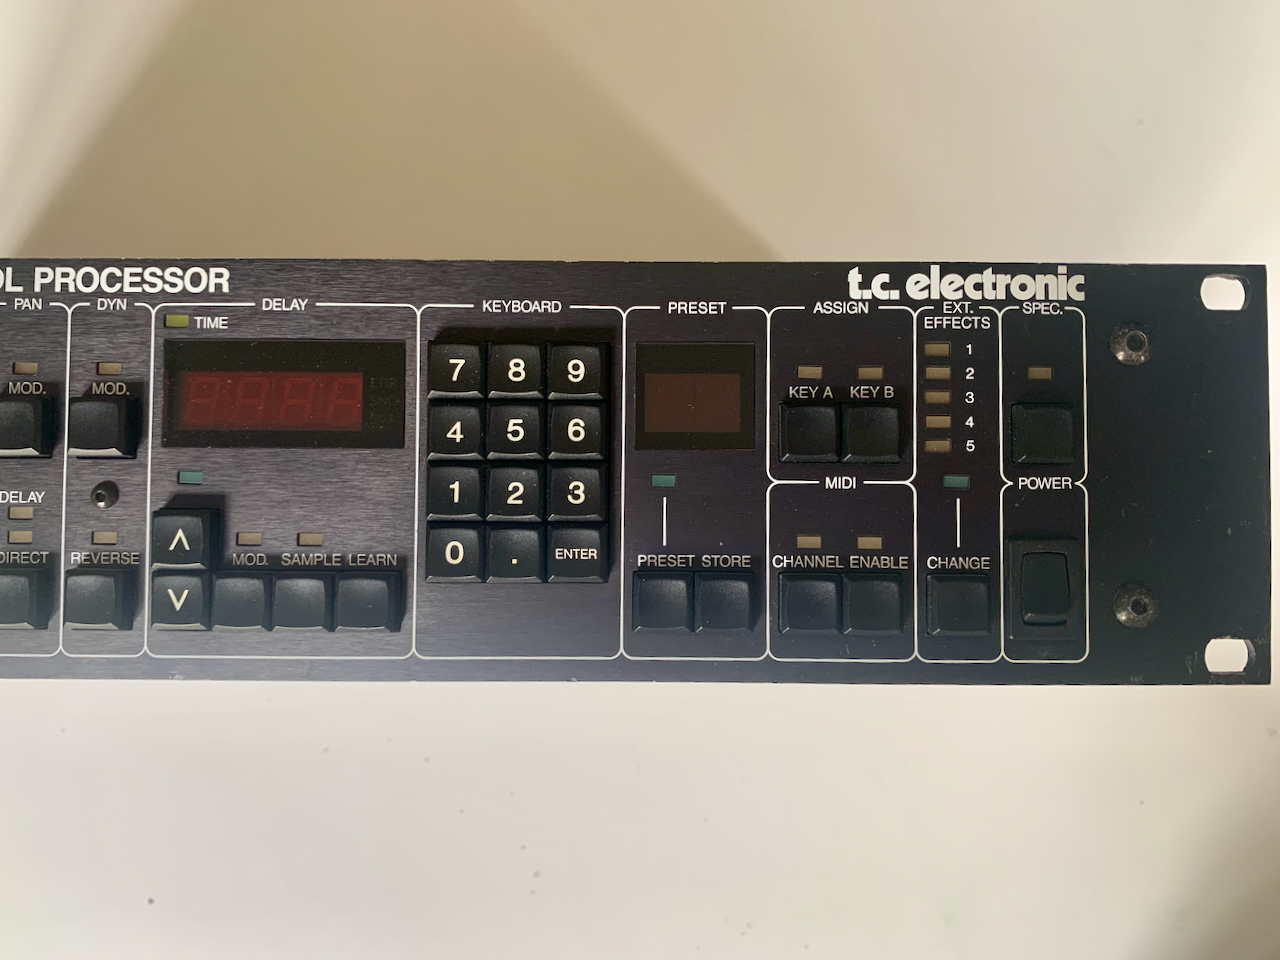 OL PROCESSOR
t.c. electronic
PAN
DYN
DELAY
KEYBOARD
PRESET
ASSIGN
EXT.
EFFECTS
SPEC.
TIME
MOD.
MOD.
7 8 9
4 5 6
1 2 3
0 . ENTER
KEY A KEY B
1
2
3
4
5
MIDI
POWER
DELAY
DIRECT
REVERSE
Λ
V
MOD. SAMPLE LEARN
PRESET STORE
CHANNEL ENABLE
CHANGE